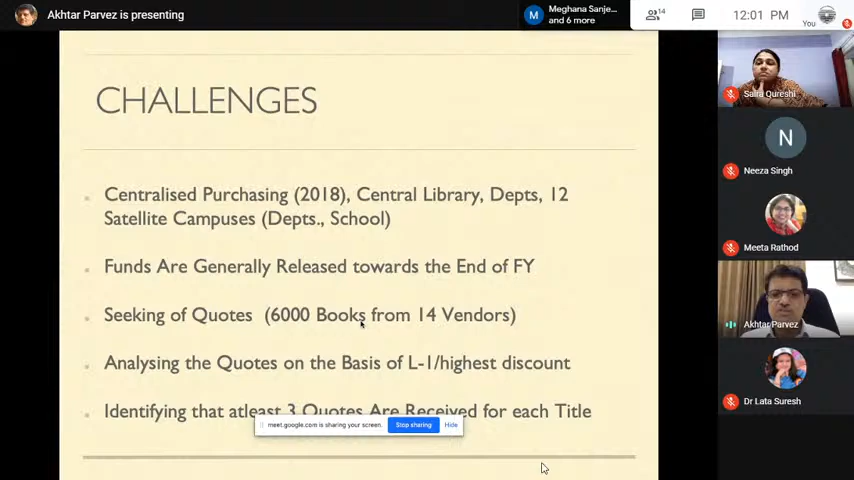 Akhtar Parvez is presenting
M
Meghana Sanje...
and 6 more
14
12:01 PM
You
CHALLENGES
Centralised Purchasing (2018), Central Library, Depts, 12
Satellite Campuses (Depts., School)
Funds Are Generally Released towards the End of FY
Seeking of Quotes (6000 Books from 14 Vendors)
Analysing the Quotes on the Basis of L-1/highest discount
Identifying that atleast 3 Quotes Are Received for each Title
meet.google.com is sharing your screen.
Stop sharing
Hide
Saira Qureshi
N
Neeza Singh
Meeta Rathod
Akhtar Parvez
Dr Lata Suresh